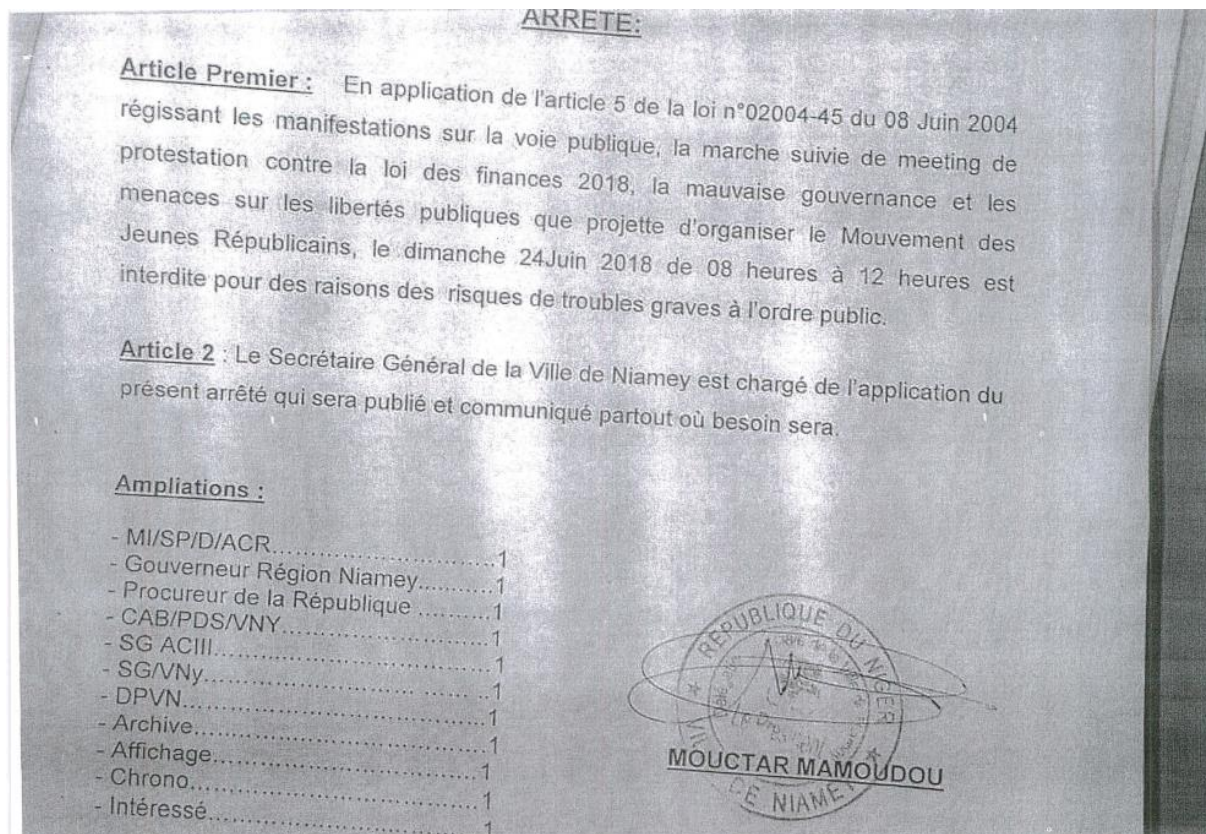 ARRETE:
Article Premier : En application de l'article 5 de la loi n°02004-45 du 08 Juin 2004
régissant les manifestations sur la voie publique, la marche suivie de meeting de
protestation contre la loi des finances 2018, la mauvaise gouvernance et les
menaces sur les libertés publiques que projette d'organiser le Mouvement des
Jeunes Républicains, le dimanche 24Juin 2018 de 08 heures à 12 heures est
interdite pour des raisons des risques de troubles graves à l'ordre public.
Article 2 : Le Secrétaire Général de la Ville de Niamey est chargé de l'application du
présent arrêté qui sera publié et communiqué partout où besoin sera.
Ampliations :
- MI/SP/D/ACR.................................1
- Gouverneur Région Niamey...........1
- Procureur de la République ..........1
- CAB/PDS/VNY..............................1
- SG ACIII........................................1
- SG/VNy.................... ........ .......1
- DPVN............................................1
- Archive..........................................1
- Affichage.......................................1
- Chrono..........................................1
- Intéressé.......................................1
REPUBLIQUE DU NIGER
Le Président
MOUCTAR MAMOUDOU
DE NIAMEY